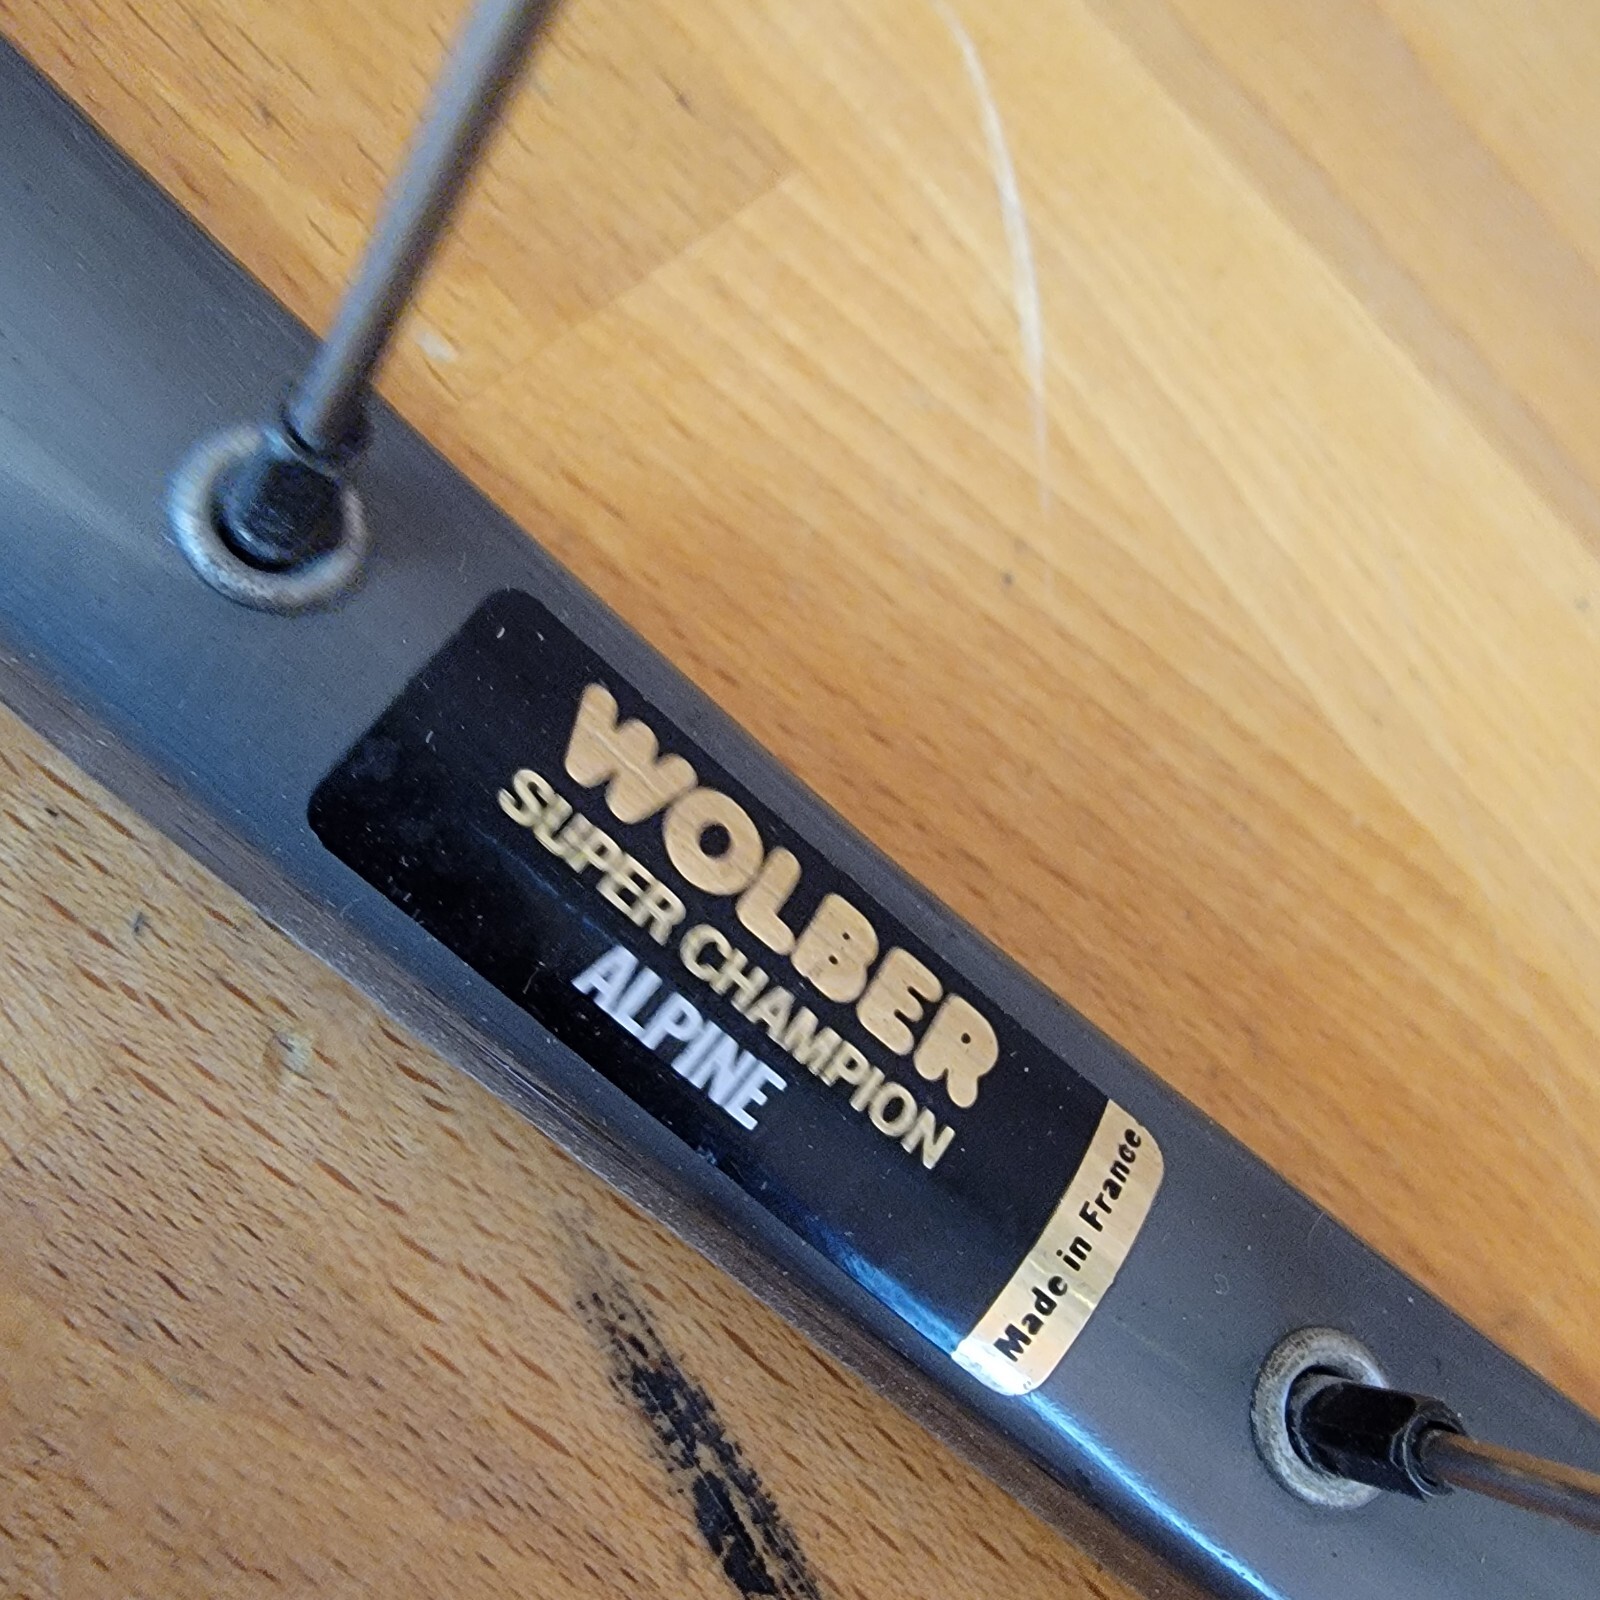 WOLBER
SUPER CHAMPION
ALPINE
Made in France